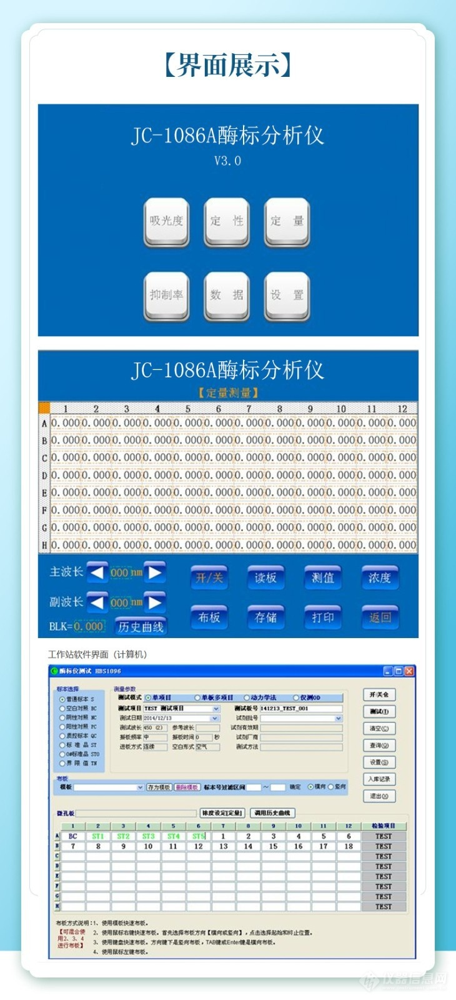 【界面展示】
JC-1086A酶标分析仪
V3.0
吸光度 定 性 定 量
抑制率 数 据 设 置
JC-1086A酶标分析仪
【定量测量】
1 2 3 4 5 6 7 8 9 10 11 12
A 0.000 0.000 0.000 0.000 0.000 0.000 0.000 0.000 0.000 0.000 0.000 0.000
B 0.000 0.000 0.000 0.000 0.000 0.000 0.000 0.000 0.000 0.000 0.000 0.000
C 0.000 0.000 0.000 0.000 0.000 0.000 0.000 0.000 0.000 0.000 0.000 0.000
D 0.000 0.000 0.000 0.000 0.000 0.000 0.000 0.000 0.000 0.000 0.000 0.000
E 0.000 0.000 0.000 0.000 0.000 0.000 0.000 0.000 0.000 0.000 0.000 0.000
F 0.000 0.000 0.000 0.000 0.000 0.000 0.000 0.000 0.000 0.000 0.000 0.000
G 0.000 0.000 0.000 0.000 0.000 0.000 0.000 0.000 0.000 0.000 0.000 0.000
H 0.000 0.000 0.000 0.000 0.000 0.000 0.000 0.000 0.000 0.000 0.000 0.000
主波长 000 nm 开/关 读板 测值 浓度
副波长 000 nm
BLK=0.000 历史曲线 布板 存储 打印 返回
工作站软件界面（计算机）
酶标仪测试 HBS1096
标本选择
普通标本 S
空白对照 BC
阴性对照 NC
阳性对照 PC
质控标本 QC
标 准 品 ST
0#标准品 ST0
界 限 值 TH
测量参数
测试模式 单项目 单板多项目 动力学法 仅测OD
测试项目 TEST 测试项目 测试板号 141213_TEST_001
测试日期 2014/12/13 试剂批号
测试波长 450 (2) 参考波长 试剂有效期
振板频率 中 振板时间 0 秒 试剂厂商
进板方式 连续 空白形式 空气 测试方法
开/关仓
测试(T)
清空(C)
查询(Q)
设置(S)
入库记录
退出(X)
布板
模板 存为模板 删除模板 标本号过滤区间 ~ 确定 横向 竖向
微孔板 浓度设定[定量] 调用历史曲线
1 2 3 4 5 6 7 8 9 10 11 12 检验项目
A BC ST1 ST2 ST3 ST4 ST5 1 2 3 4 5 6 TEST
B 7 8 9 10 11 12 13 14 15 16 17 18 TEST
C TEST
D TEST
E TEST
F TEST
G TEST
H TEST
布板方式说明：1、使用模板快速布板。
【可混合使用2、3、4进行布板】
2、使用鼠标右键快速布板。首先选择布板方向【横向或竖向】，点击选择起始和终止位置。
3、使用键盘快速布板。方向键下是竖向布板，TAB键或Enter键是横向布板。
4、使用鼠标左键布板。
仪器信息网